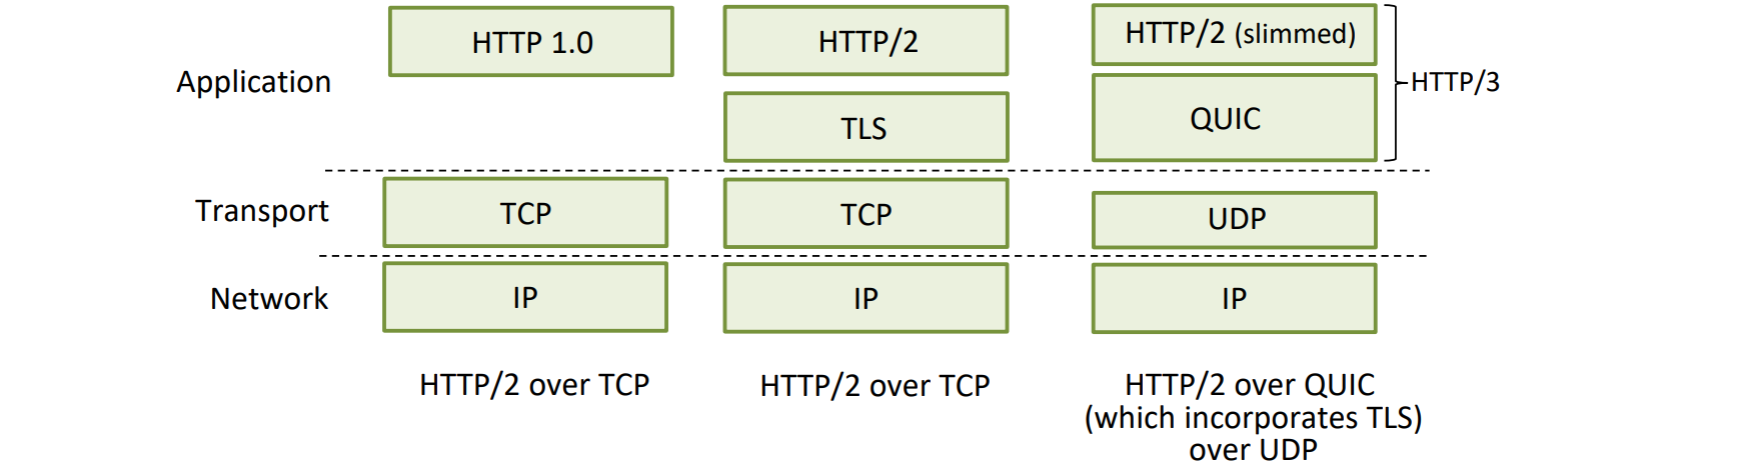 Application
HTTP 1.0
HTTP/2
HTTP/2 (slimmed)
HTTP/3
TLS
QUIC
Transport
TCP
TCP
UDP
Network
IP
IP
IP
HTTP/2 over TCP
HTTP/2 over TCP
HTTP/2 over QUIC
(which incorporates TLS)
over UDP